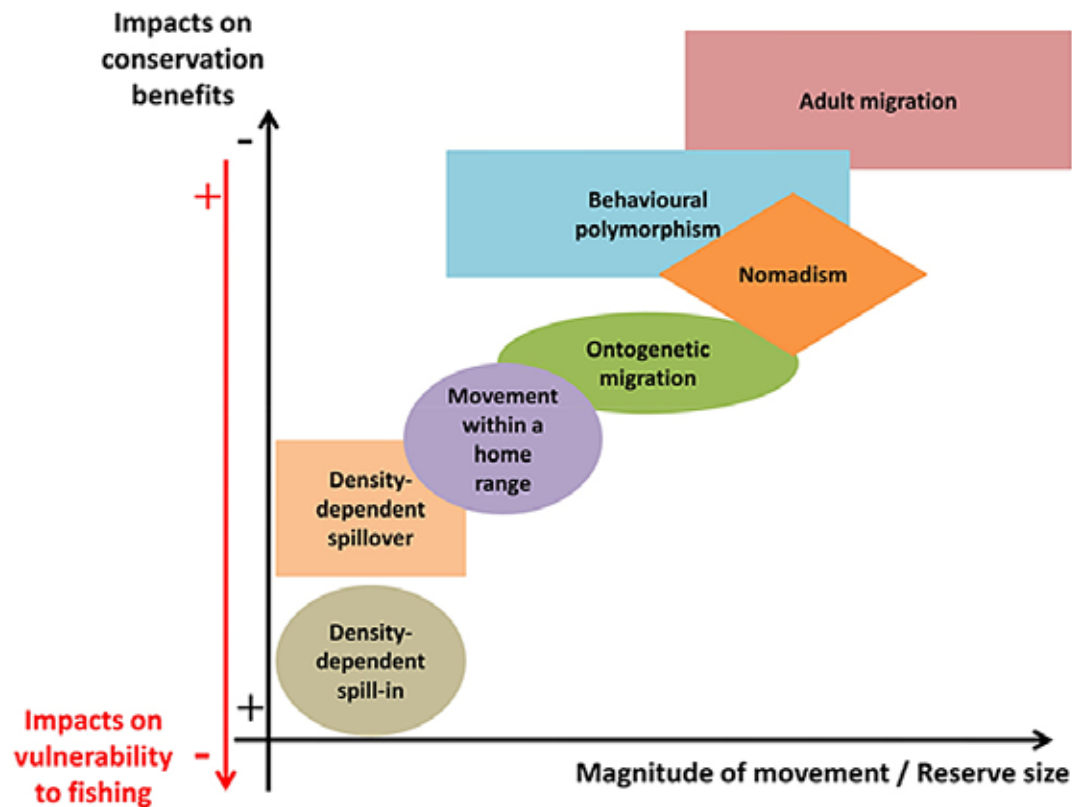 Impacts on
conservation
benefits
-
+
Adult migration
Behavioural
polymorphism
Nomadism
Ontogenetic
migration
Movement
within a
home
range
Density-
dependent
spillover
Density-
dependent
spill-in
+
Impacts on
vulnerability
to fishing
-
Magnitude of movement / Reserve size